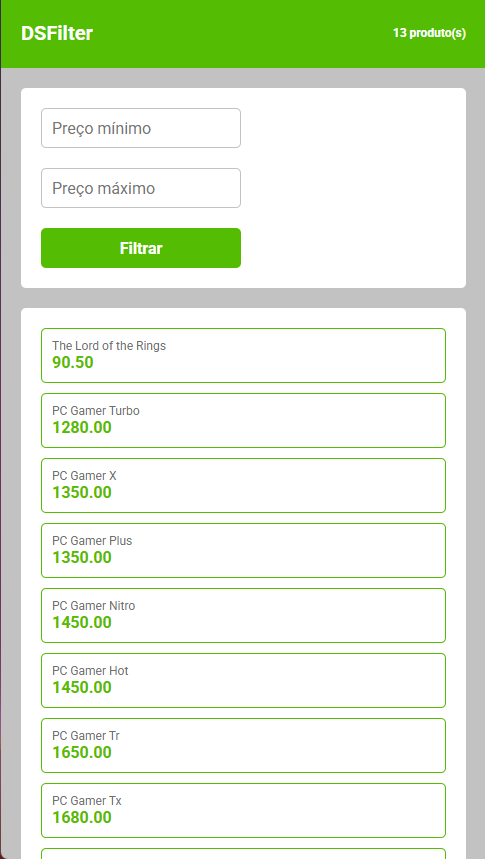 DSFilter
13 produto(s)
Preço mínimo
Preço máximo
Filtrar
The Lord of the Rings
90.50
PC Gamer Turbo
1280.00
PC Gamer X
1350.00
PC Gamer Plus
1350.00
PC Gamer Nitro
1450.00
PC Gamer Hot
1450.00
PC Gamer Tr
1650.00
PC Gamer Tx
1680.00